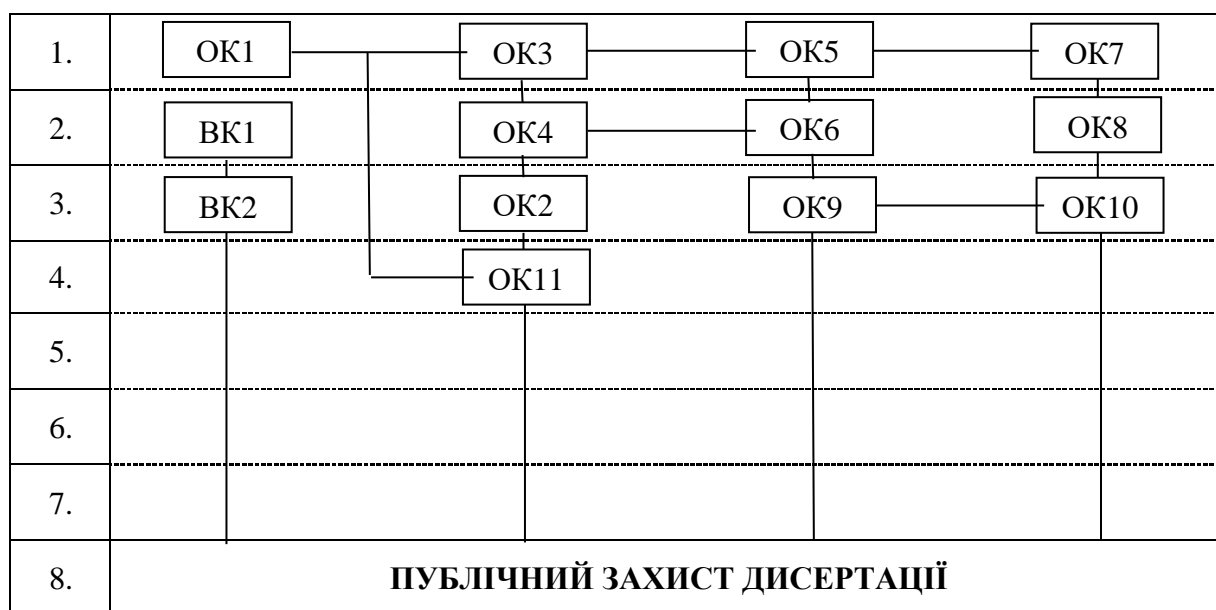 1. ОК1 ОК3 ОК5 ОК7
2. ВК1 ОК4 ОК6 ОК8
3. ВК2 ОК2 ОК9 ОК10
4. ОК11
5.
6.
7.
8. ПУБЛІЧНИЙ ЗАХИСТ ДИСЕРТАЦІЇ